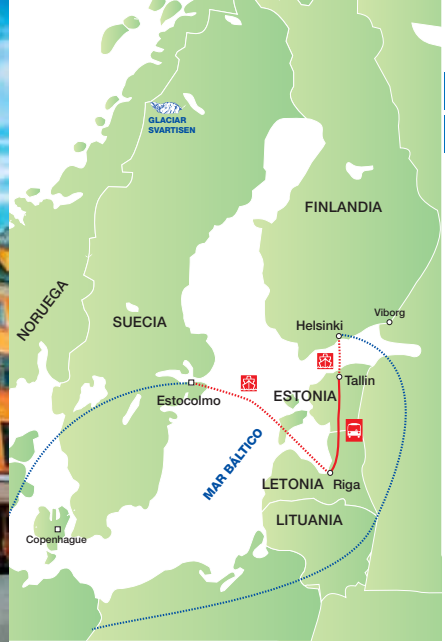 GLACIAR
SVARTISEN
FINLANDIA
NORUEGA
SUECIA
Viborg
Helsinki
Tallin
Estocolmo
ESTONIA
MAR BÁLTICO
LETONIA
Riga
LITUANIA
Copenhague